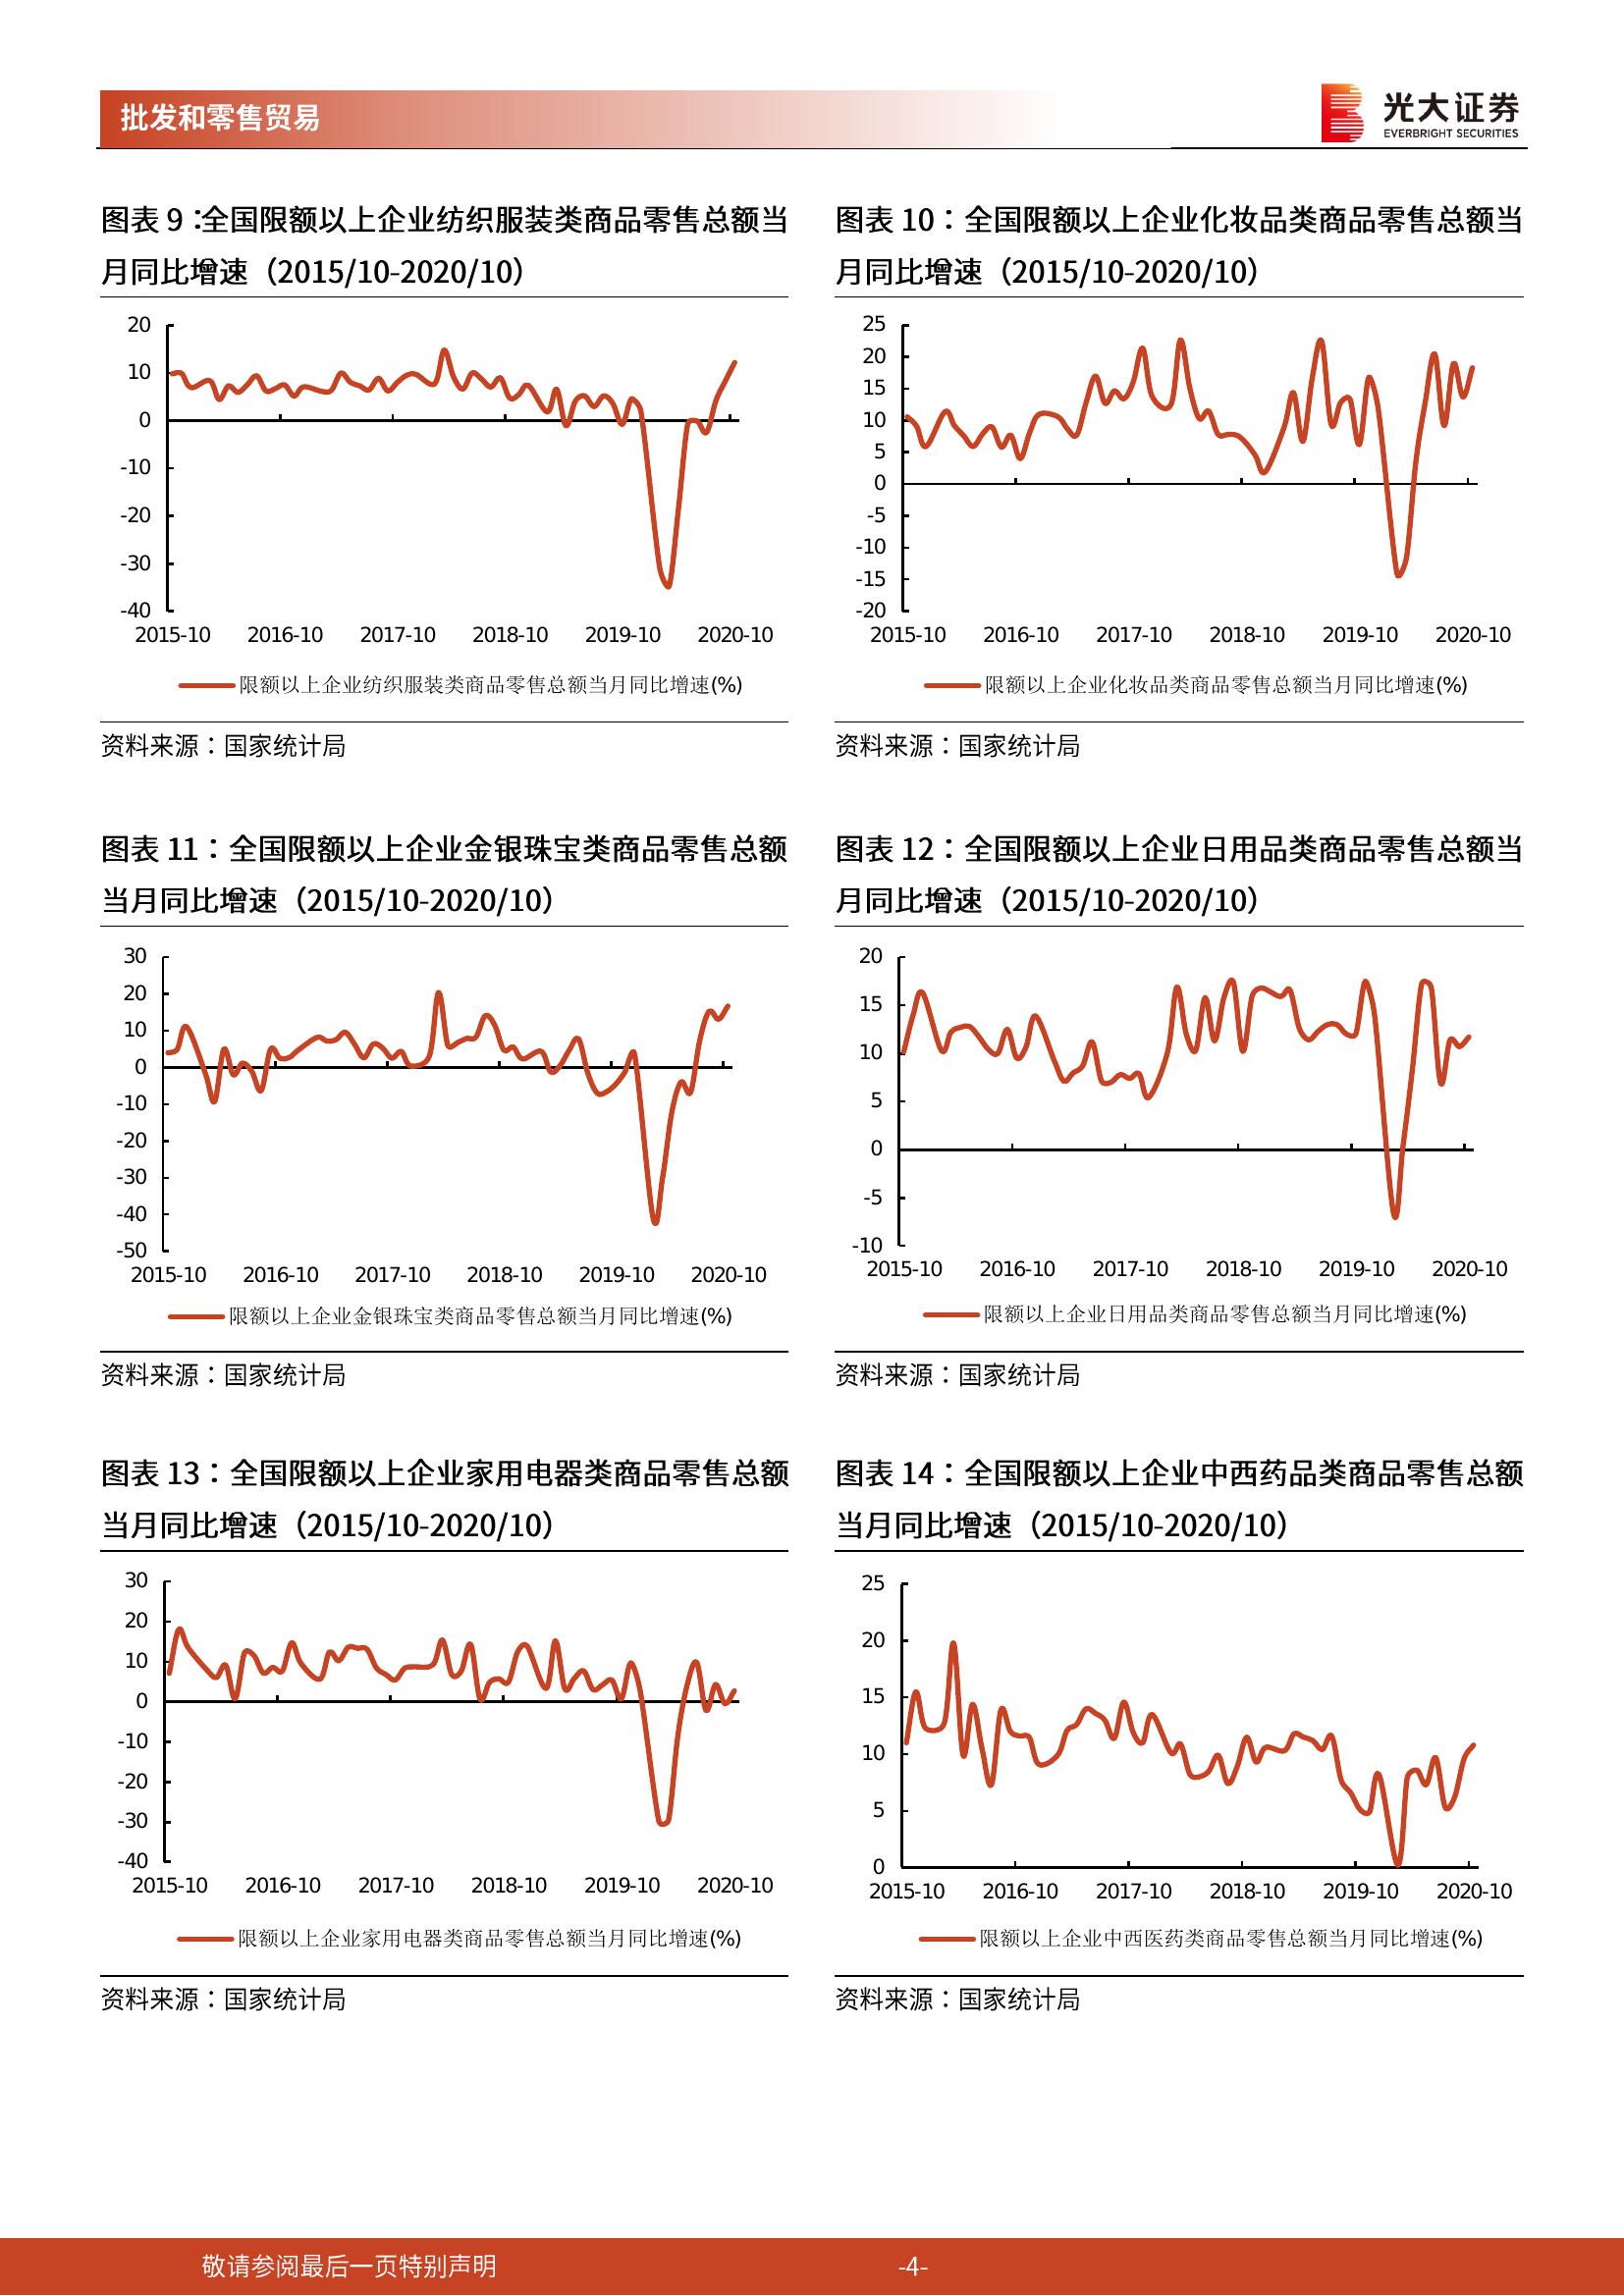 批发和零售贸易
光大证券
EVERBRIGHT SECURITIES
图表 9 :全国限额以上企业纺织服装类商品零售总额当
月同比增速（2015/10-2020/10）
20
10
0
-10
-20
-30
-40
2015-10 2016-10 2017-10 2018-10 2019-10 2020-10
限额以上企业纺织服装类商品零售总额当月同比增速(%)
资料来源：国家统计局
图表 10：全国限额以上企业化妆品类商品零售总额当
月同比增速（2015/10-2020/10）
25
20
15
10
5
0
-5
-10
-15
-20
2015-10 2016-10 2017-10 2018-10 2019-10 2020-10
限额以上企业化妆品类商品零售总额当月同比增速(%)
资料来源：国家统计局
图表 11：全国限额以上企业金银珠宝类商品零售总额
当月同比增速（2015/10-2020/10）
30
20
10
0
-10
-20
-30
-40
-50
2015-10 2016-10 2017-10 2018-10 2019-10 2020-10
限额以上企业金银珠宝类商品零售总额当月同比增速(%)
资料来源：国家统计局
图表 12：全国限额以上企业日用品类商品零售总额当
月同比增速（2015/10-2020/10）
20
15
10
5
0
-5
-10
2015-10 2016-10 2017-10 2018-10 2019-10 2020-10
限额以上企业日用品类商品零售总额当月同比增速(%)
资料来源：国家统计局
图表 13：全国限额以上企业家用电器类商品零售总额
当月同比增速（2015/10-2020/10）
30
20
10
0
-10
-20
-30
-40
2015-10 2016-10 2017-10 2018-10 2019-10 2020-10
限额以上企业家用电器类商品零售总额当月同比增速(%)
资料来源：国家统计局
图表 14：全国限额以上企业中西药品类商品零售总额
当月同比增速（2015/10-2020/10）
25
20
15
10
5
0
2015-10 2016-10 2017-10 2018-10 2019-10 2020-10
限额以上企业中西医药类商品零售总额当月同比增速(%)
资料来源：国家统计局
敬请参阅最后一页特别声明
-4-